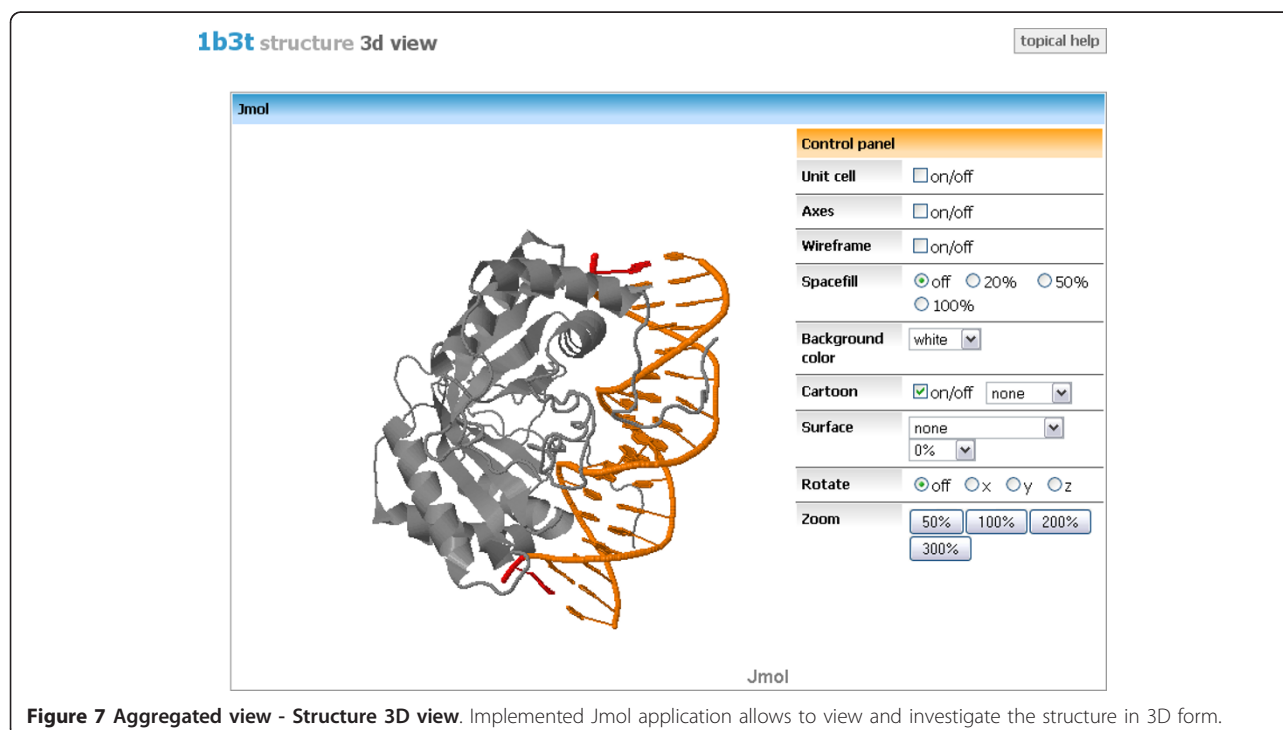 1b3t structure 3d view
topical help
Jmol
Control panel
Unit cell on/off
Axes on/off
Wireframe on/off
Spacefill off 20% 50%
100%
Background white
color
Cartoon on/off none
Surface none
0%
Rotate off x y z
Zoom 50% 100% 200%
300%
Jmol
Figure 7 Aggregated view - Structure 3D view. Implemented Jmol application allows to view and investigate the structure in 3D form.